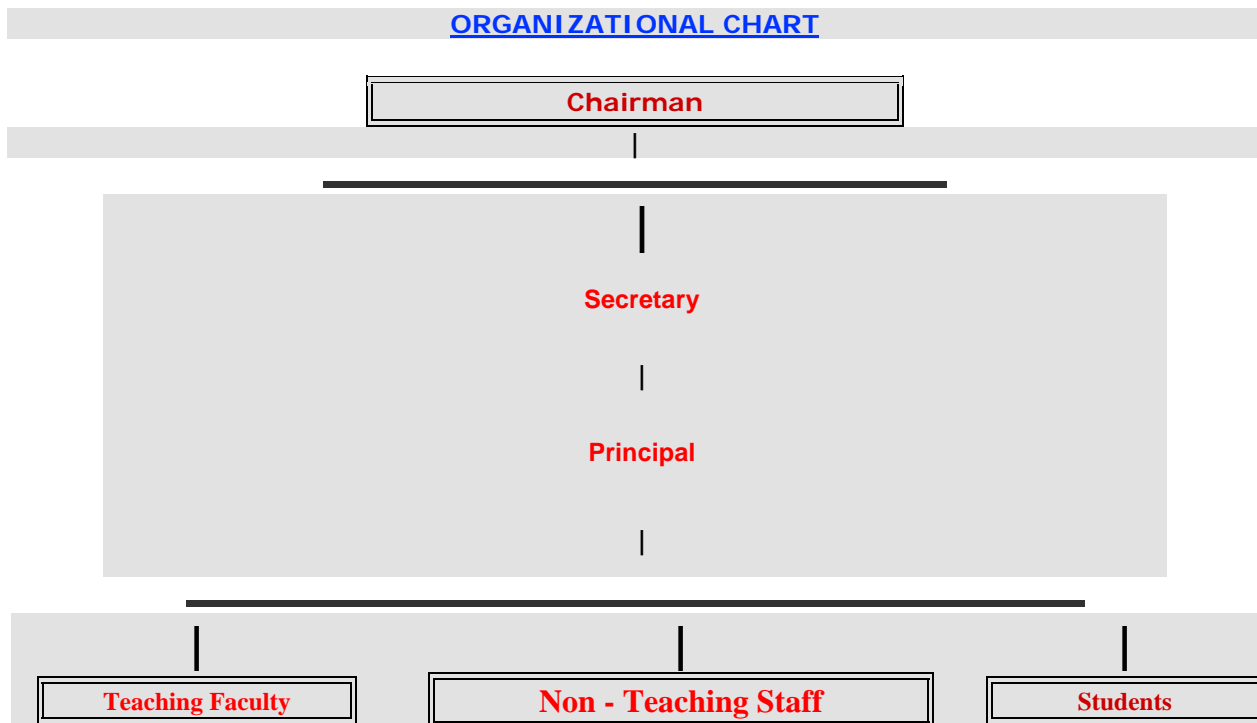 ORGANIZATIONAL CHART
Chairman
Secretary
Principal
Teaching Faculty
Non - Teaching Staff
Students